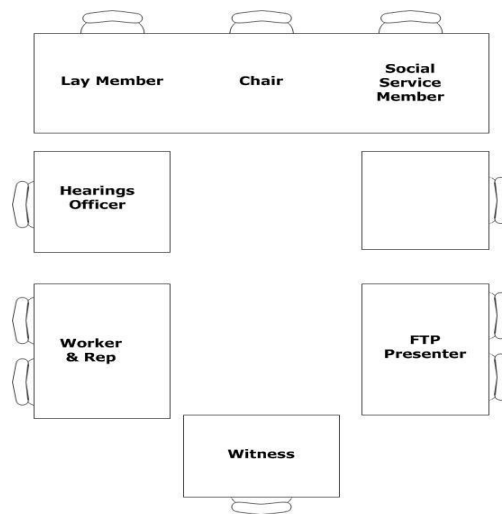 Lay Member
Chair
Social
Service
Member
Hearings
Officer
Worker
& Rep
FTP
Presenter
Witness